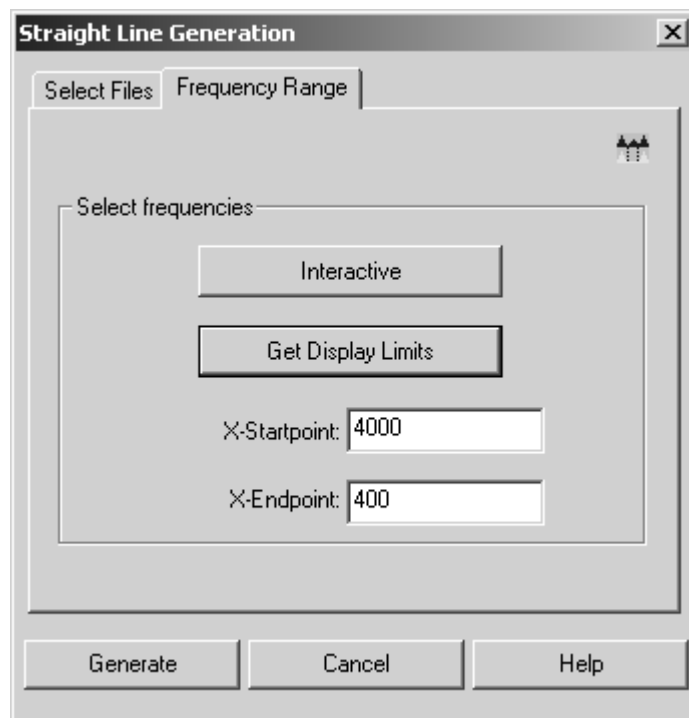 Straight Line Generation
Select Files Frequency Range
Select frequencies
Interactive
Get Display Limits
X-Startpoint: 4000
X-Endpoint: 400
Generate Cancel Help